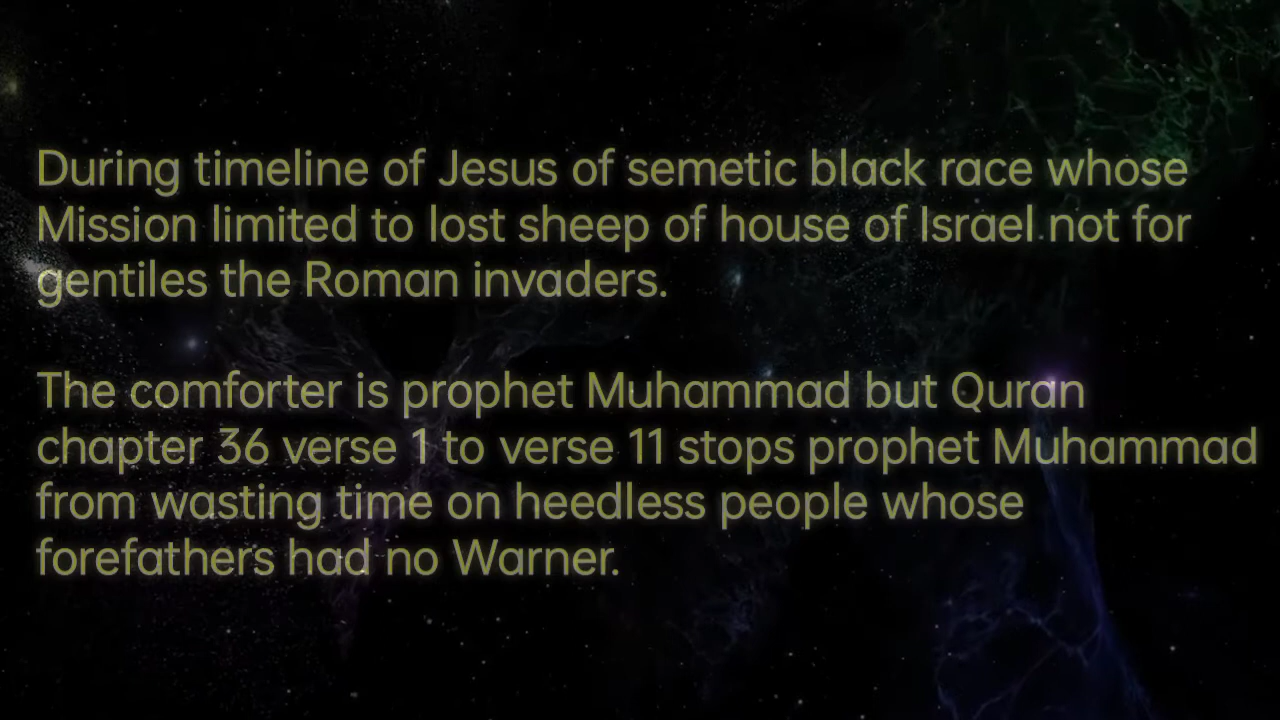 During timeline of Jesus of semetic black race whose
Mission limited to lost sheep of house of Israel not for
gentiles the Roman invaders.
The comforter is prophet Muhammad but Quran
chapter 36 verse 1 to verse 11 stops prophet Muhammad
from wasting time on heedless people whose
forefathers had no Warner.